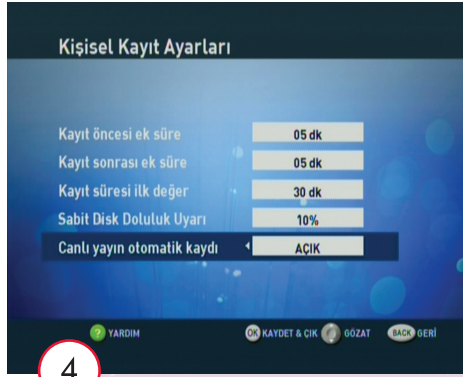 Kişisel Kayıt Ayarları
Kayıt öncesi ek süre 05 dk
Kayıt sonrası ek süre 05 dk
Kayıt süresi ilk değer 30 dk
Sabit Disk Doluluk Uyarı 10%
Canlı yayın otomatik kaydı AÇIK
? YARDIM OK KAYDET & ÇIK GÖZAT BACK GERİ
4